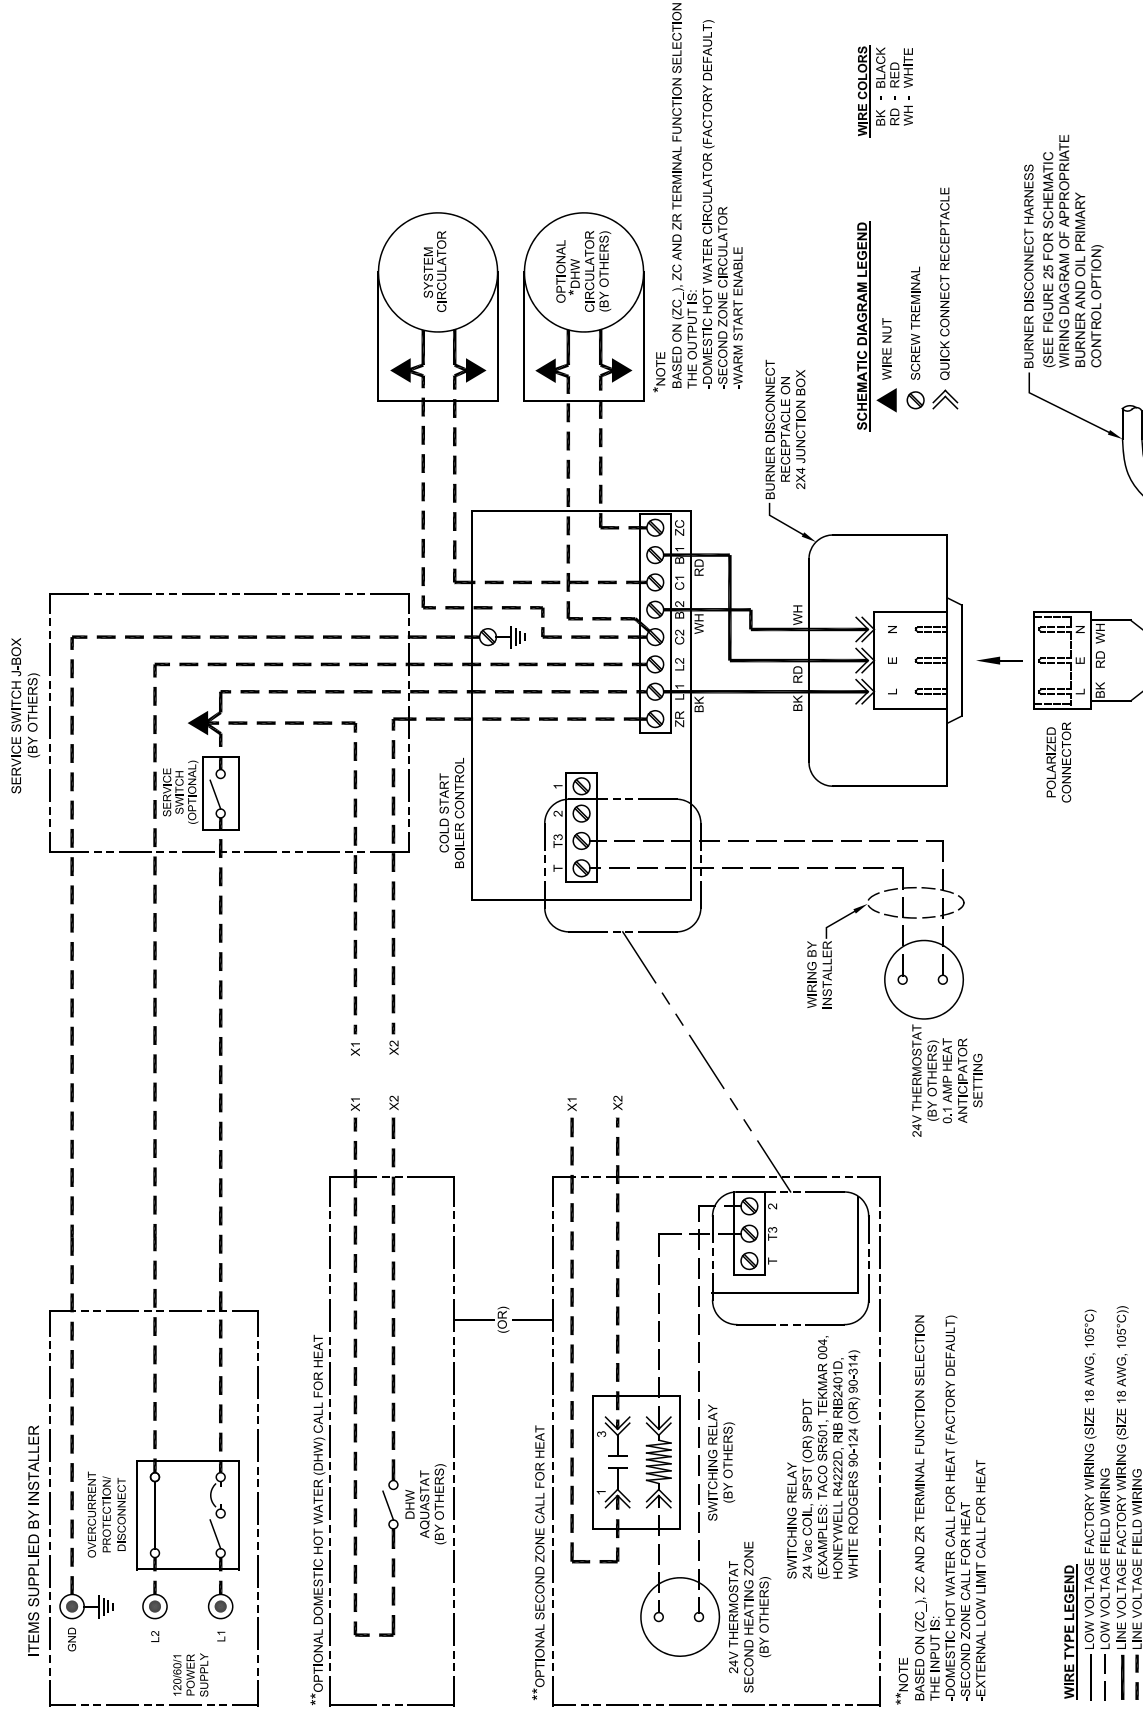 ITEMS SUPPLIED BY INSTALLER
GND
L2
L1
120/60/1
POWER
SUPPLY
OVERCURRENT
PROTECTION/
DISCONNECT
SERVICE SWITCH J-BOX
(BY OTHERS)
SERVICE
SWITCH
(OPTIONAL)
**OPTIONAL DOMESTIC HOT WATER (DHW) CALL FOR HEAT
DHW
AQUASTAT
(BY OTHERS)
X1
X2
X1
X2
(OR)
**OPTIONAL SECOND ZONE CALL FOR HEAT
X1
X2
1
3
SWITCHING RELAY
(BY OTHERS)
24V THERMOSTAT
SECOND HEATING ZONE
(BY OTHERS)
T
T3
2
SWITCHING RELAY
24 Vac COIL, SPST (OR) SPDT
(EXAMPLES: TACO SR501, TEKMAR 004,
HONEYWELL R4222D, RIB RIB2401D,
WHITE RODGERS 90-124 (OR) 90-314)
**NOTE
BASED ON (ZC_), ZC AND ZR TERMINAL FUNCTION SELECTION
THE INPUT IS:
-DOMESTIC HOT WATER CALL FOR HEAT (FACTORY DEFAULT)
-SECOND ZONE CALL FOR HEAT
-EXTERNAL LOW LIMIT CALL FOR HEAT
WIRE TYPE LEGEND
LOW VOLTAGE FACTORY WIRING (SIZE 18 AWG, 105°C)
LOW VOLTAGE FIELD WIRING
LINE VOLTAGE FACTORY WIRING (SIZE 18 AWG, 105°C))
LINE VOLTAGE FIELD WIRING
COLD START
BOILER CONTROL
T
T3
2
1
ZR
L1
L2
C2
B2
C1
B1
ZC
BK
WH
RD
SYSTEM
CIRCULATOR
OPTIONAL
*DHW
CIRCULATOR
(BY OTHERS)
*NOTE
BASED ON (ZC_), ZC AND ZR TERMINAL FUNCTION SELECTION
THE OUTPUT IS:
-DOMESTIC HOT WATER CIRCULATOR (FACTORY DEFAULT)
-SECOND ZONE CIRCULATOR
-WARM START ENABLE
WIRING BY
INSTALLER
24V THERMOSTAT
(BY OTHERS)
0.1 AMP HEAT
ANTICIPATOR
SETTING
BURNER DISCONNECT
RECEPTACLE ON
2X4 JUNCTION BOX
BK
RD
WH
L
E
N
POLARIZED
CONNECTOR
L
E
N
BK
RD
WH
SCHEMATIC DIAGRAM LEGEND
WIRE NUT
SCREW TREMINAL
QUICK CONNECT RECEPTACLE
WIRE COLORS
BK - BLACK
RD - RED
WH - WHITE
BURNER DISCONNECT HARNESS
(SEE FIGURE 25 FOR SCHEMATIC
WIRING DIAGRAM OF APPROPRIATE
BURNER AND OIL PRIMARY
CONTROL OPTION)